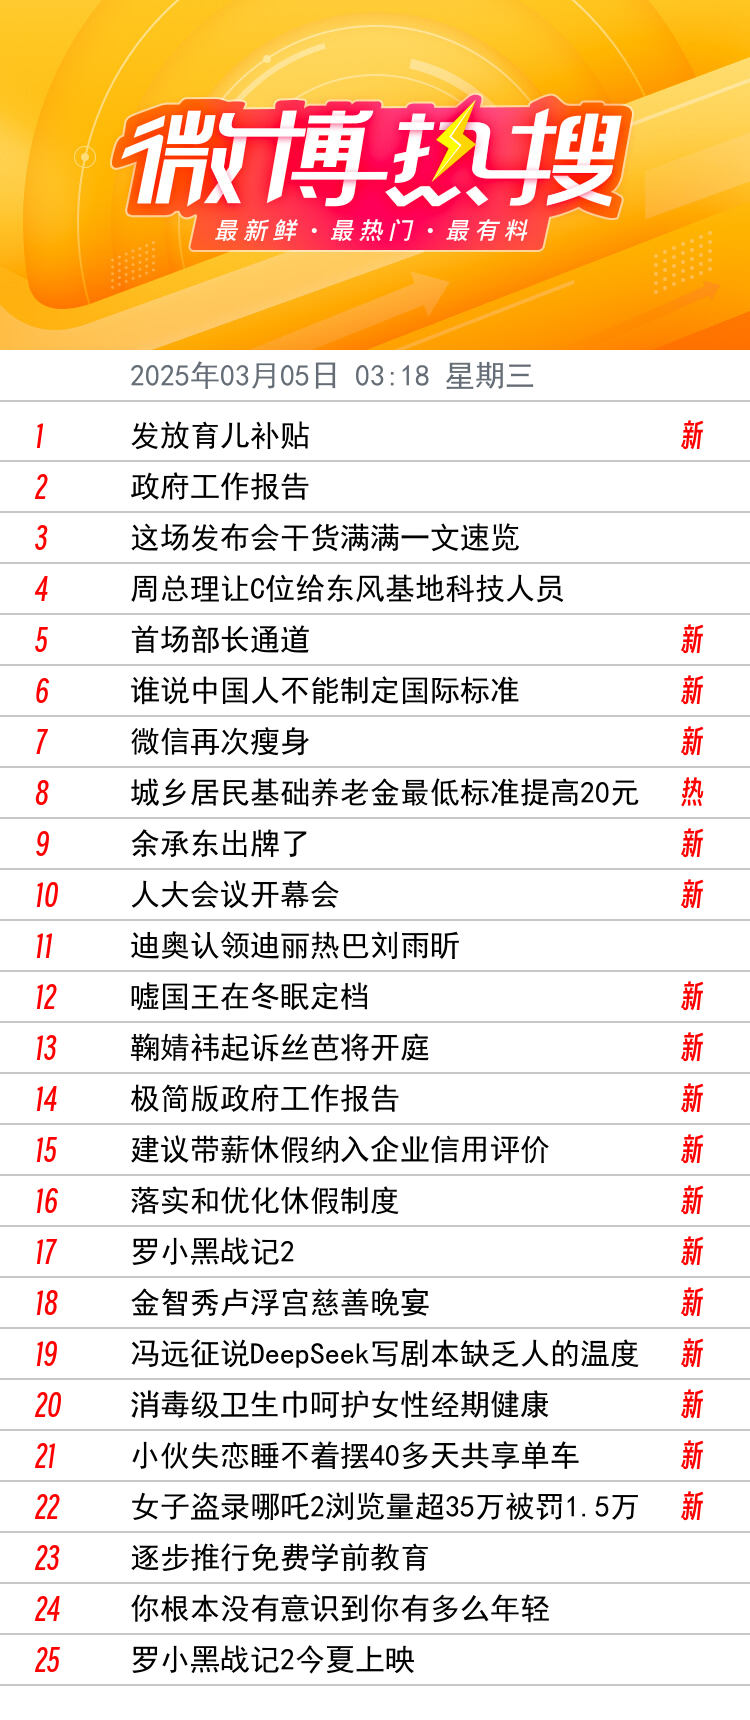 微博热搜
最新鲜·最热门·最有料
2025年03月05日 03:18 星期三
1 发放育儿补贴 新
2 政府工作报告
3 这场发布会干货满满一文速览
4 周总理让C位给东风基地科技人员
5 首场部长通道 新
6 谁说中国人不能制定国际标准 新
7 微信再次瘦身 新
8 城乡居民基础养老金最低标准提高20元 热
9 余承东出牌了 新
10 人大会议开幕会 新
11 迪奥认领迪丽热巴刘雨昕
12 嘘国王在冬眠定档 新
13 鞠婧祎起诉丝芭将开庭 新
14 极简版政府工作报告 新
15 建议带薪休假纳入企业信用评价 新
16 落实和优化休假制度 新
17 罗小黑战记2 新
18 金智秀卢浮宫慈善晚宴 新
19 冯远征说DeepSeek写剧本缺乏人的温度 新
20 消毒级卫生巾呵护女性经期健康 新
21 小伙失恋睡不着摆40多天共享单车 新
22 女子盗录哪吒2浏览量超35万被罚1.5万 新
23 逐步推行免费学前教育
24 你根本没有意识到你有多么年轻
25 罗小黑战记2今夏上映